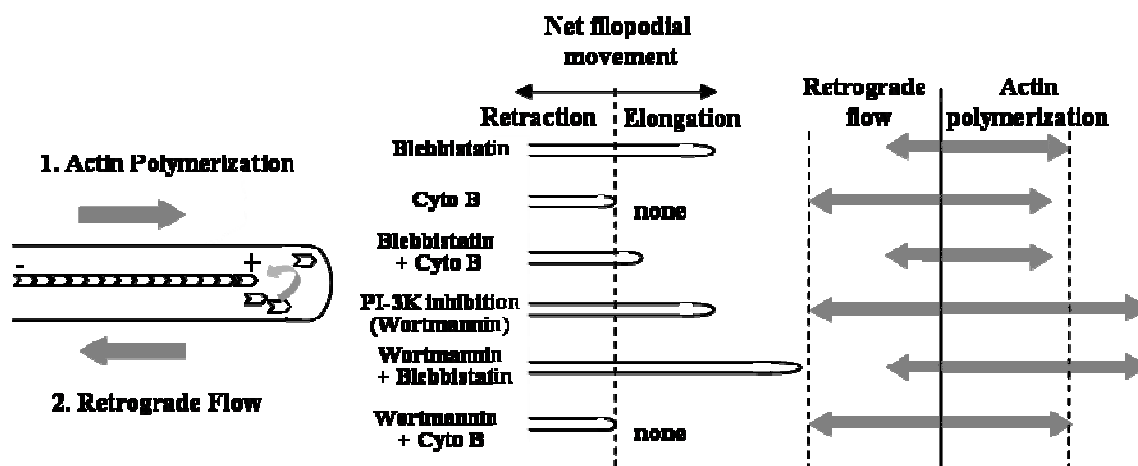 Net filopodial
movement
Retraction
Elongation
Retrograde
flow
Actin
polymerization
1. Actin Polymerization
-
+
2. Retrograde Flow
Blebbistatin
Cyto B
none
Blebbistatin
+ Cyto B
PI-3K inhibition
(Wortmannin)
Wortmannin
+ Blebbistatin
Wortmannin
+ Cyto B
none